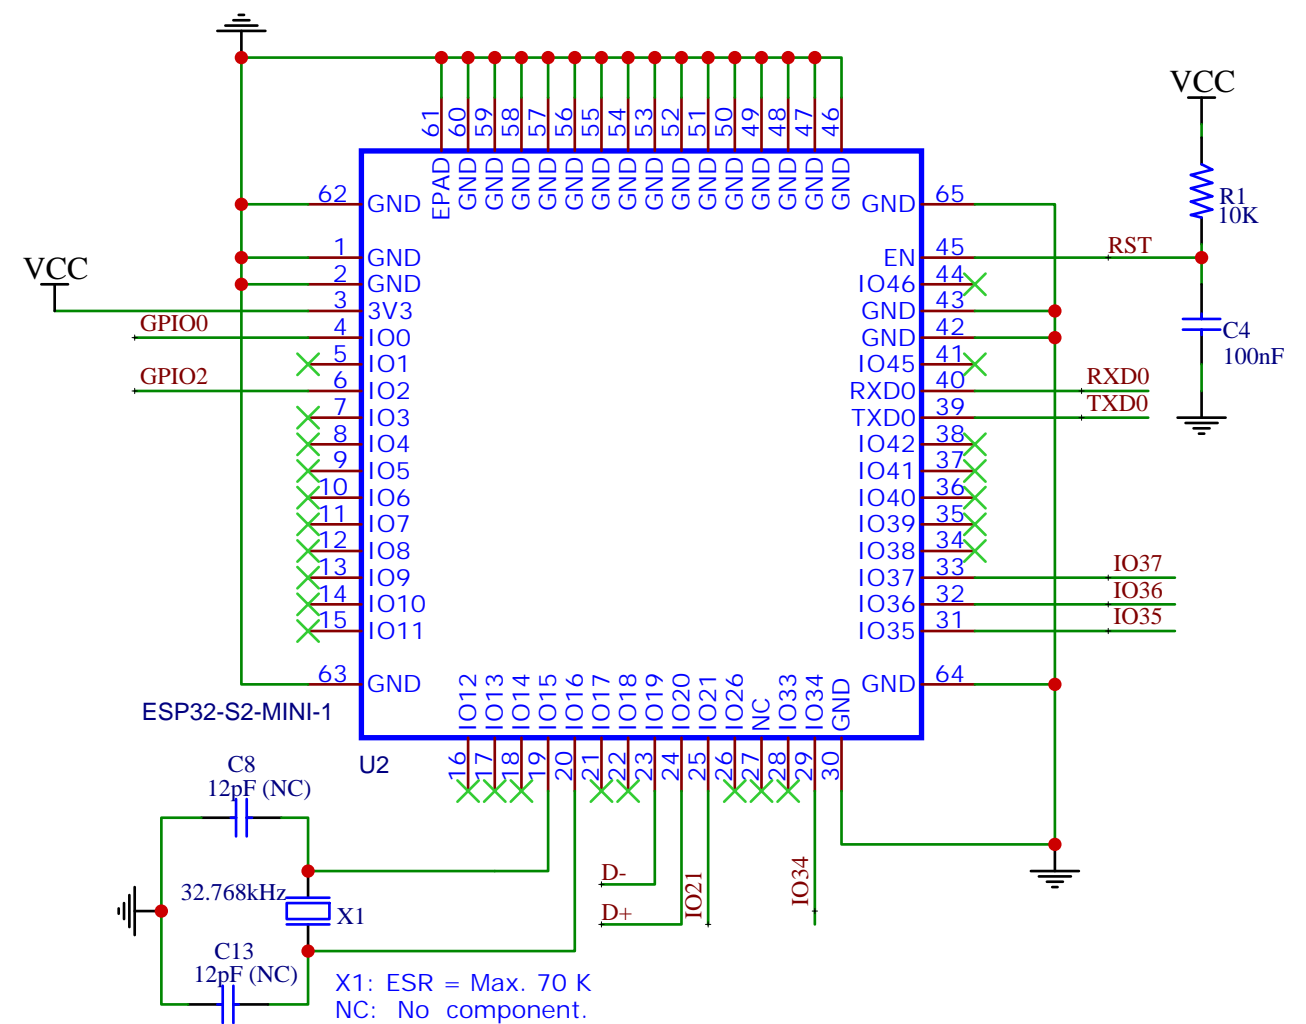 VCC
61 60 59 58 57 56 55 54 53 52 51 50 49 48 47 46
EPAD GND GND GND GND GND GND GND GND GND GND GND GND GND GND GND
R1
10K
62 GND
GND 65
1 GND
EN 45 RST
VCC
2 GND
IO46 44
3 3V3
GND 43
GPIO0 4 IO0
GND 42
C4
100nF
5 IO1
IO45 41
GPIO2 6 IO2
RXD0 40 RXD0
7 IO3
TXD0 39 TXD0
8 IO4
IO42 38
9 IO5
IO41 37
10 IO6
IO40 36
11 IO7
IO39 35
12 IO8
IO38 34
13 IO9
IO37 33 IO37
14 IO10
IO36 32 IO36
15 IO11
IO35 31 IO35
63 GND
GND 64
IO12 IO13 IO14 IO15 IO16 IO17 IO18 IO19 IO20 IO21 IO26 NC IO33 IO34 GND
16 17 18 19 20 21 22 23 24 25 26 27 28 29 30
ESP32-S2-MINI-1
U2
C8
12pF (NC)
D-
D+
IO21
IO34
32.768kHz
X1
C13
12pF (NC)
X1: ESR = Max. 70 K
NC: No component.